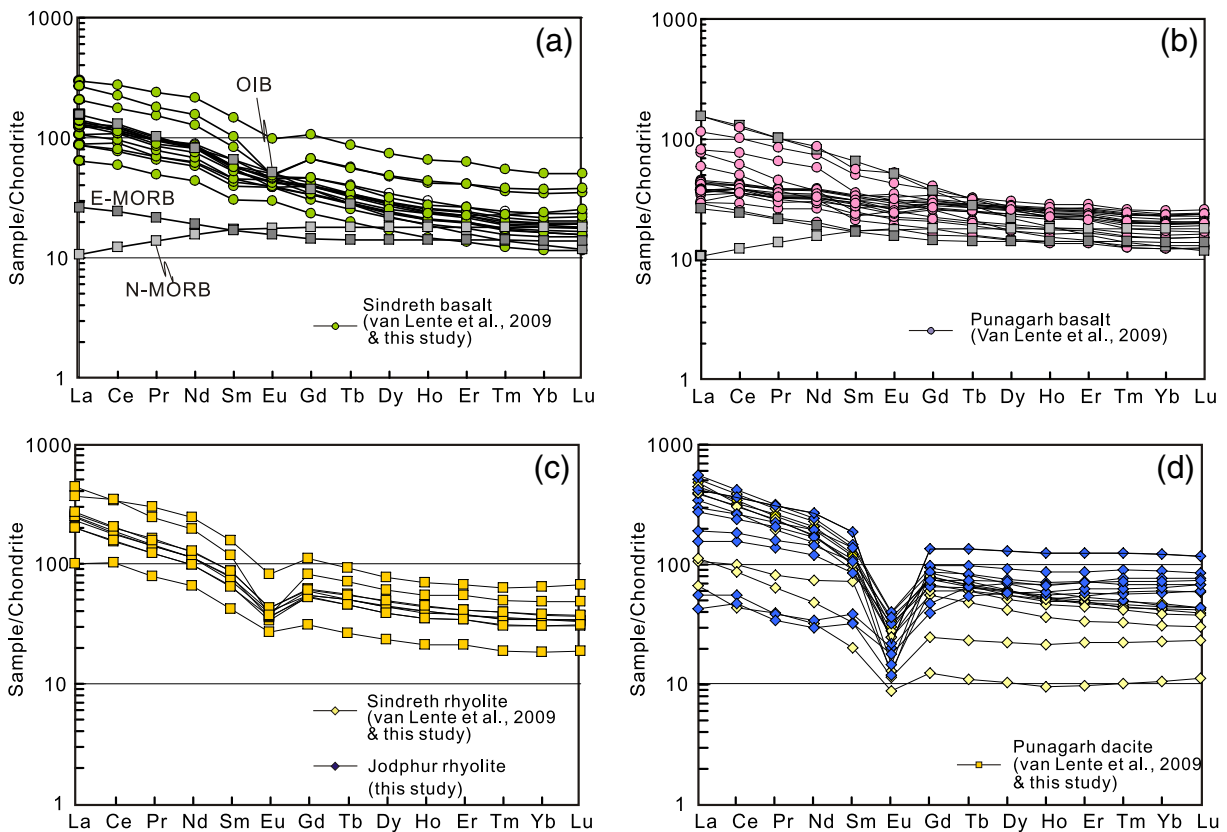 (a)
1000
100
10
1
Sample/Chondrite
OIB
E-MORB
N-MORB
Sindreth basalt
(van Lente et al., 2009
& this study)
La Ce Pr Nd Sm Eu Gd Tb Dy Ho Er Tm Yb Lu
(b)
1000
100
10
1
Sample/Chondrite
Punagarh basalt
(Van Lente et al., 2009)
La Ce Pr Nd Sm Eu Gd Tb Dy Ho Er Tm Yb Lu
(c)
1000
100
10
1
Sample/Chondrite
Sindreth rhyolite
(van Lente et al., 2009
& this study)
Jodphur rhyolite
(this study)
La Ce Pr Nd Sm Eu Gd Tb Dy Ho Er Tm Yb Lu
(d)
1000
100
10
1
Sample/Chondrite
Punagarh dacite
(van Lente et al., 2009
& this study)
La Ce Pr Nd Sm Eu Gd Tb Dy Ho Er Tm Yb Lu